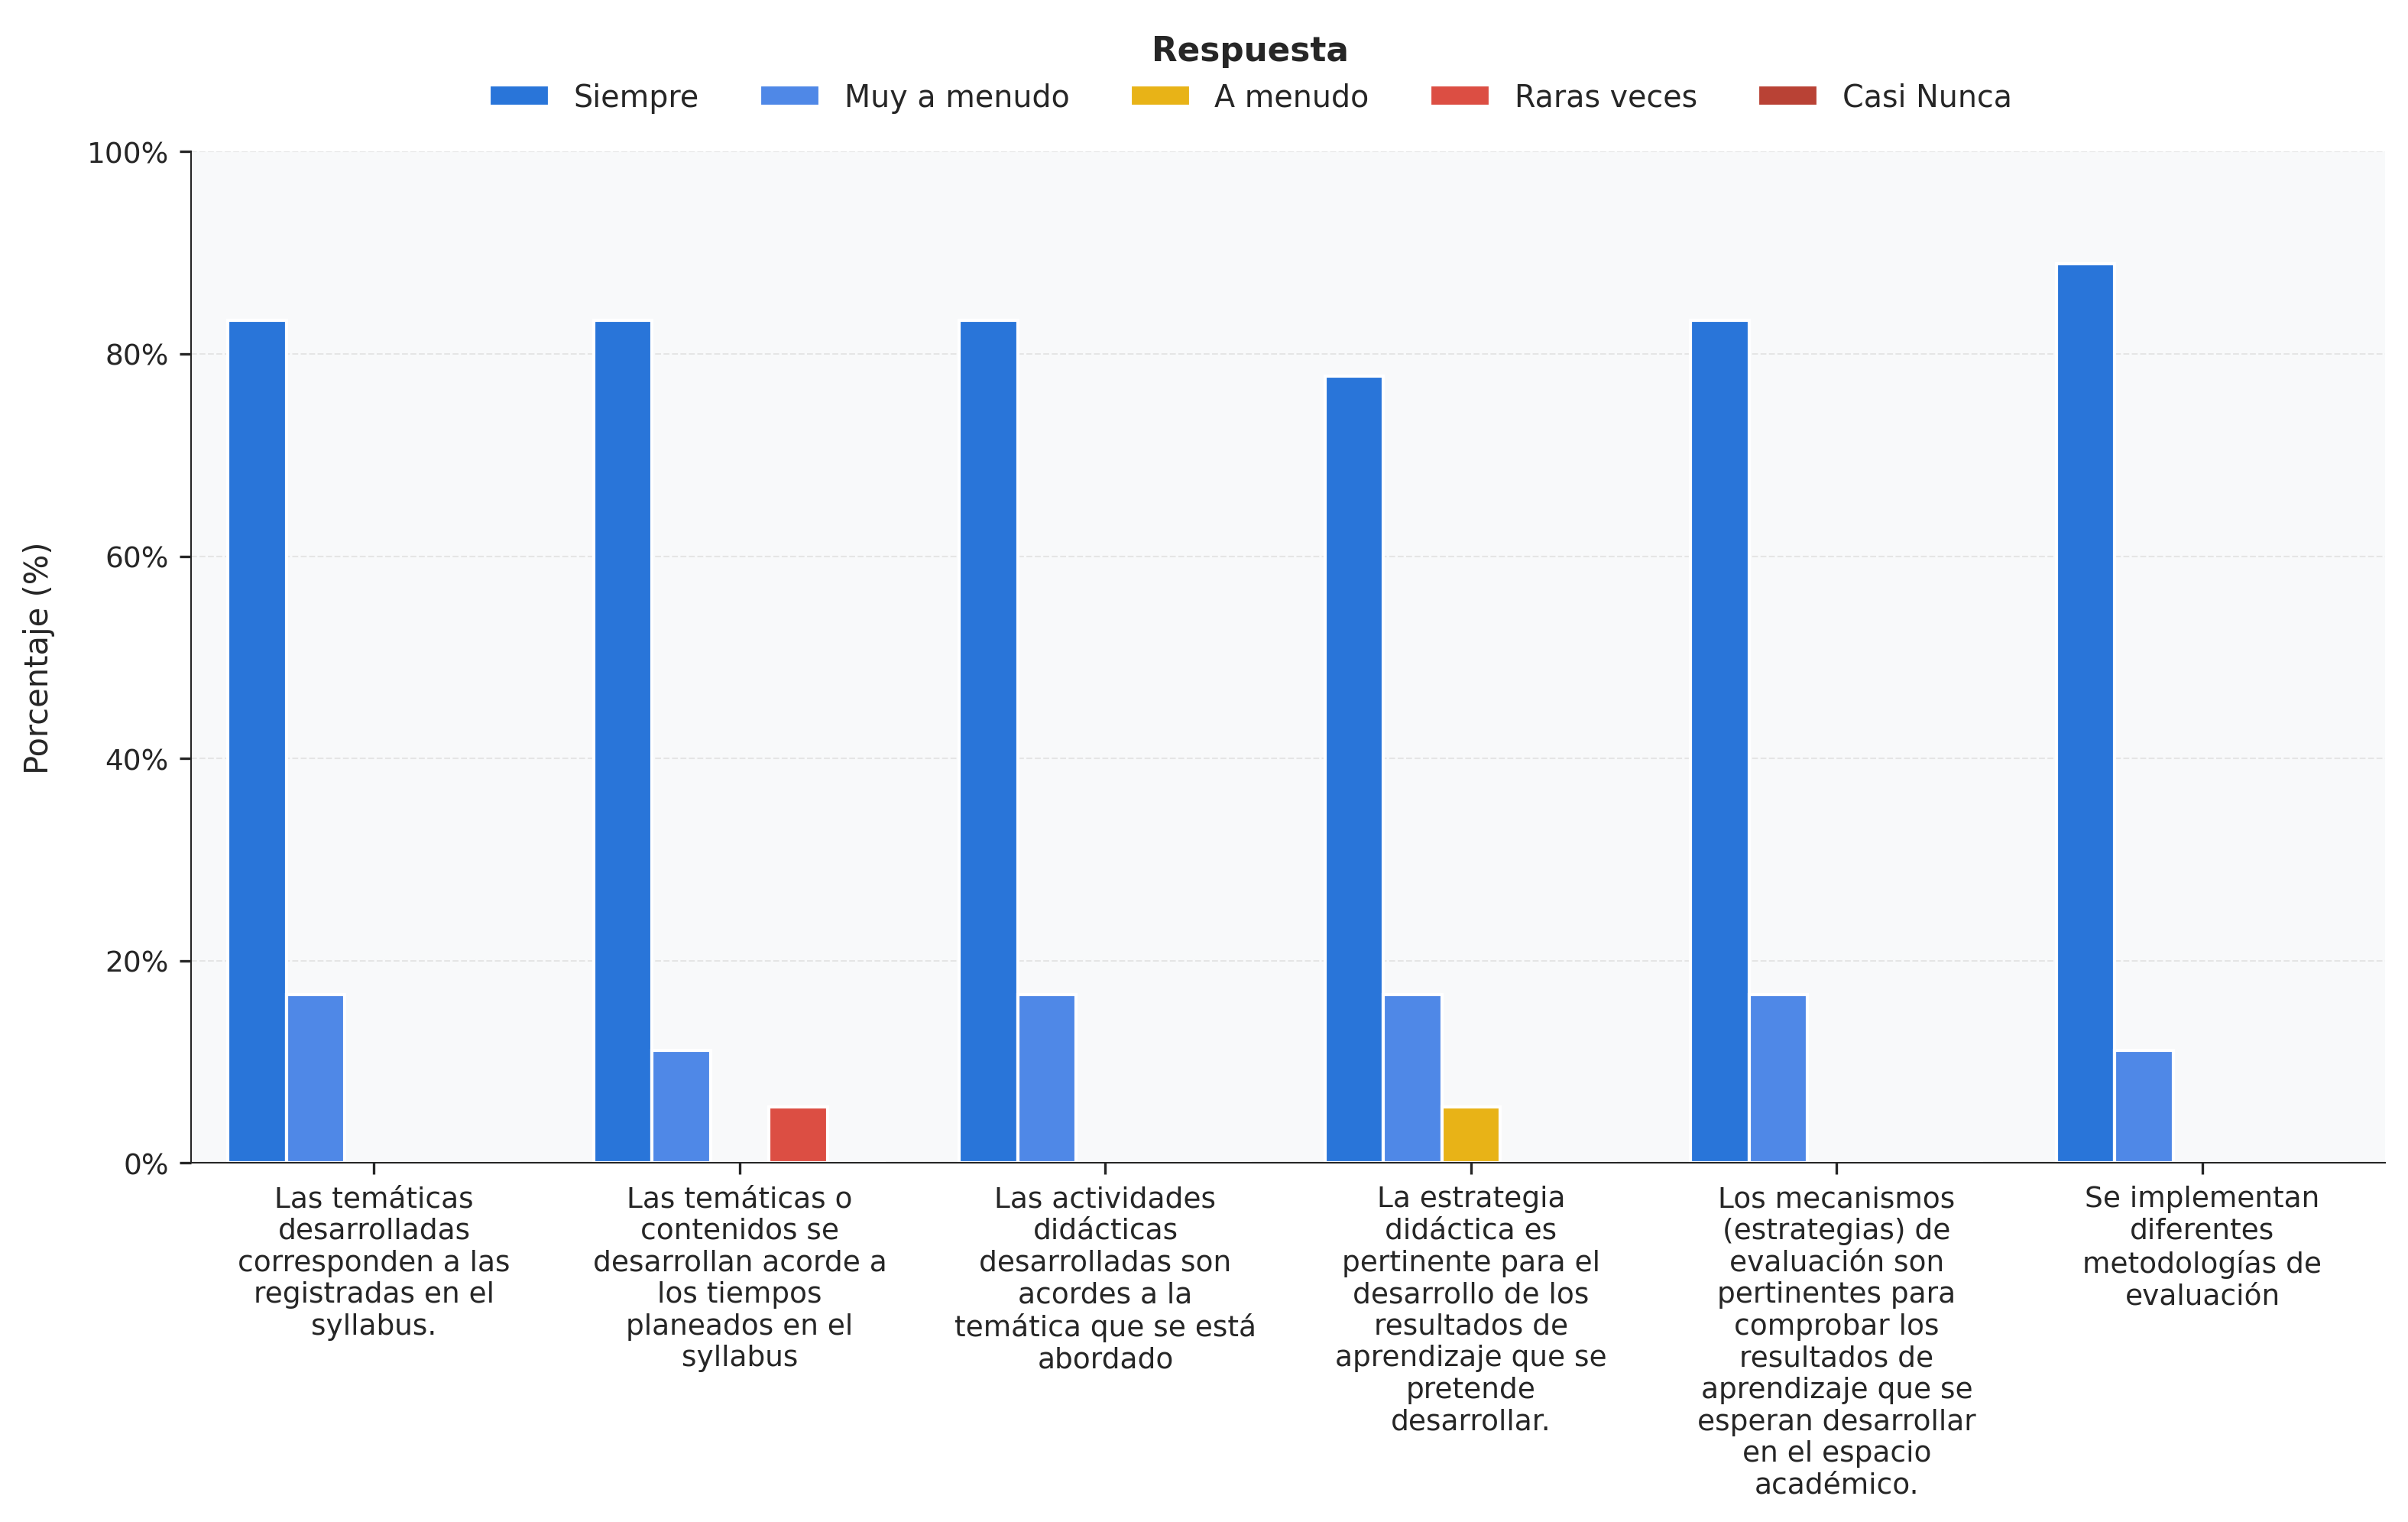 Respuesta
Siempre
Muy a menudo
A menudo
Raras veces
Casi Nunca
Porcentaje (%)
100%
80%
60%
40%
20%
0%
Las temáticas
desarrolladas
corresponden a las
registradas en el
syllabus.
Las temáticas o
contenidos se
desarrollan acorde a
los tiempos
planeados en el
syllabus
Las actividades
didácticas
desarrolladas son
acordes a la
temática que se está
abordado
La estrategia
didáctica es
pertinente para el
desarrollo de los
resultados de
aprendizaje que se
pretende
desarrollar.
Los mecanismos
(estrategias) de
evaluación son
pertinentes para
comprobar los
resultados de
aprendizaje que se
esperan desarrollar
en el espacio
académico.
Se implementan
diferentes
metodologías de
evaluación